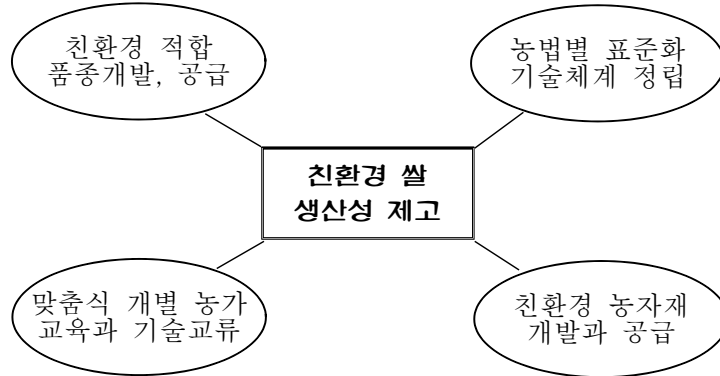 친환경 적합
품종개발, 공급
농법별 표준화
기술체계 정립
친환경 쌀
생산성 제고
맞춤식 개별 농가
교육과 기술교류
친환경 농자재
개발과 공급